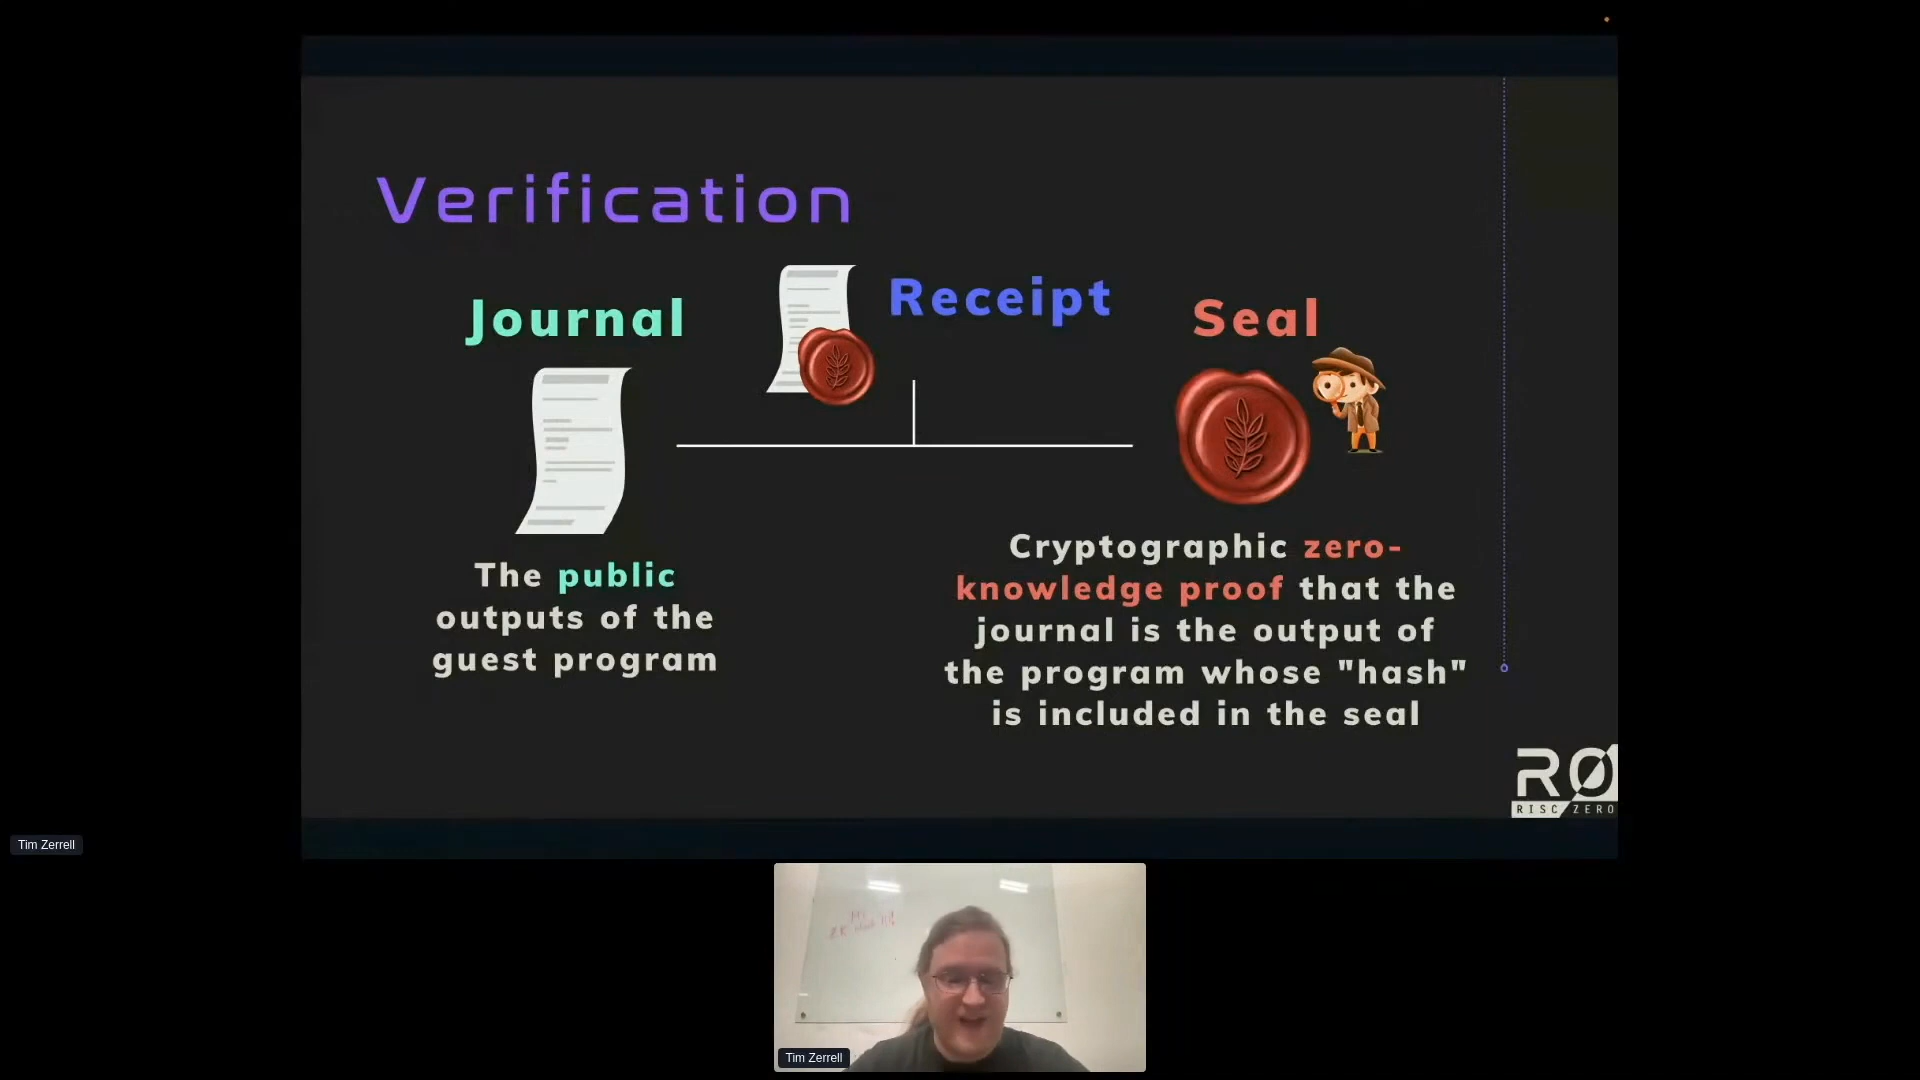 Verification
Journal
Receipt
Seal
The public
outputs of the
guest program
Cryptographic zero-
knowledge proof that the
journal is the output of
the program whose "hash"
is included in the seal
R0
RISC ZERO
Tim Zerrell
Tim Zerrell